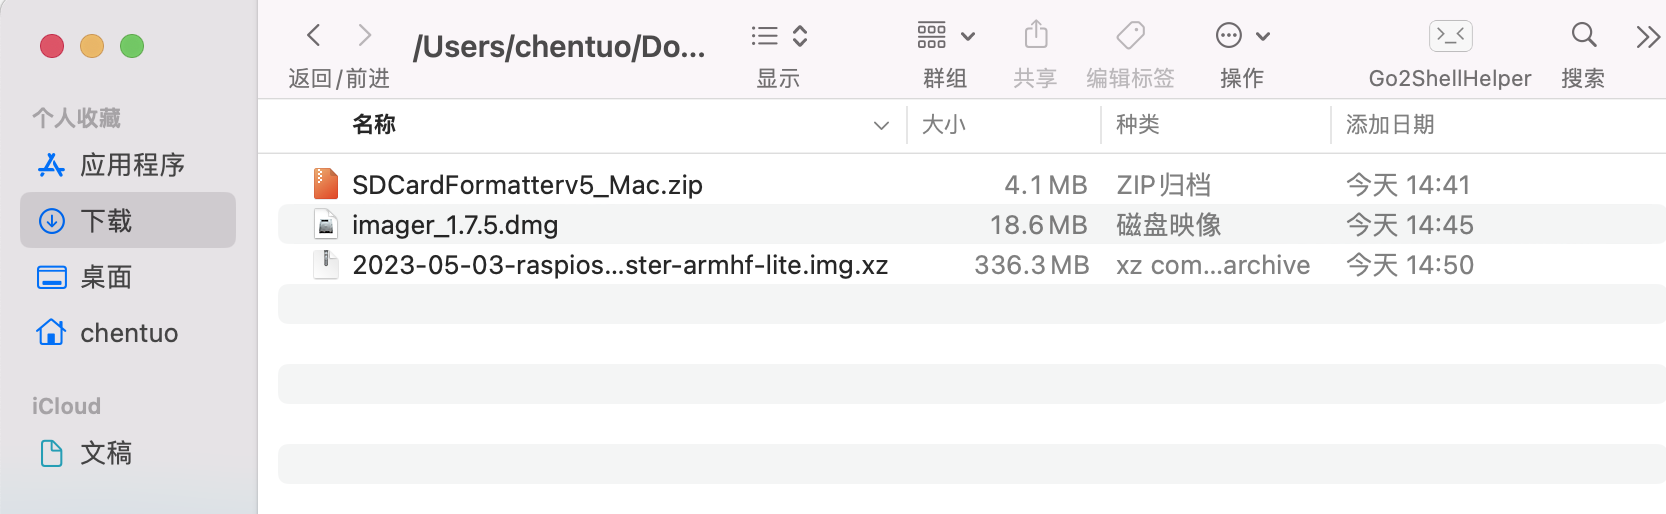 /Users/chentuo/Do...
返回/前进
显示
群组
共享
编辑标签
操作
Go2ShellHelper
搜索
个人收藏
应用程序
下载
桌面
chentuo
iCloud
文稿
名称 大小 种类 添加日期
SDCardFormatterv5_Mac.zip 4.1 MB ZIP归档 今天 14:41
imager_1.7.5.dmg 18.6 MB 磁盘映像 今天 14:45
2023-05-03-raspios...ster-armhf-lite.img.xz 336.3 MB xz com...archive 今天 14:50